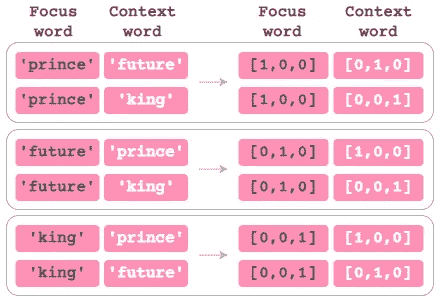 Focus Context Focus Context
word word word word
'prince' 'future' [1,0,0] [0,1,0]
'prince' 'king' [1,0,0] [0,0,1]
'future' 'prince' [0,1,0] [1,0,0]
'future' 'king' [0,1,0] [0,0,1]
'king' 'prince' [0,0,1] [1,0,0]
'king' 'future' [0,0,1] [0,1,0]